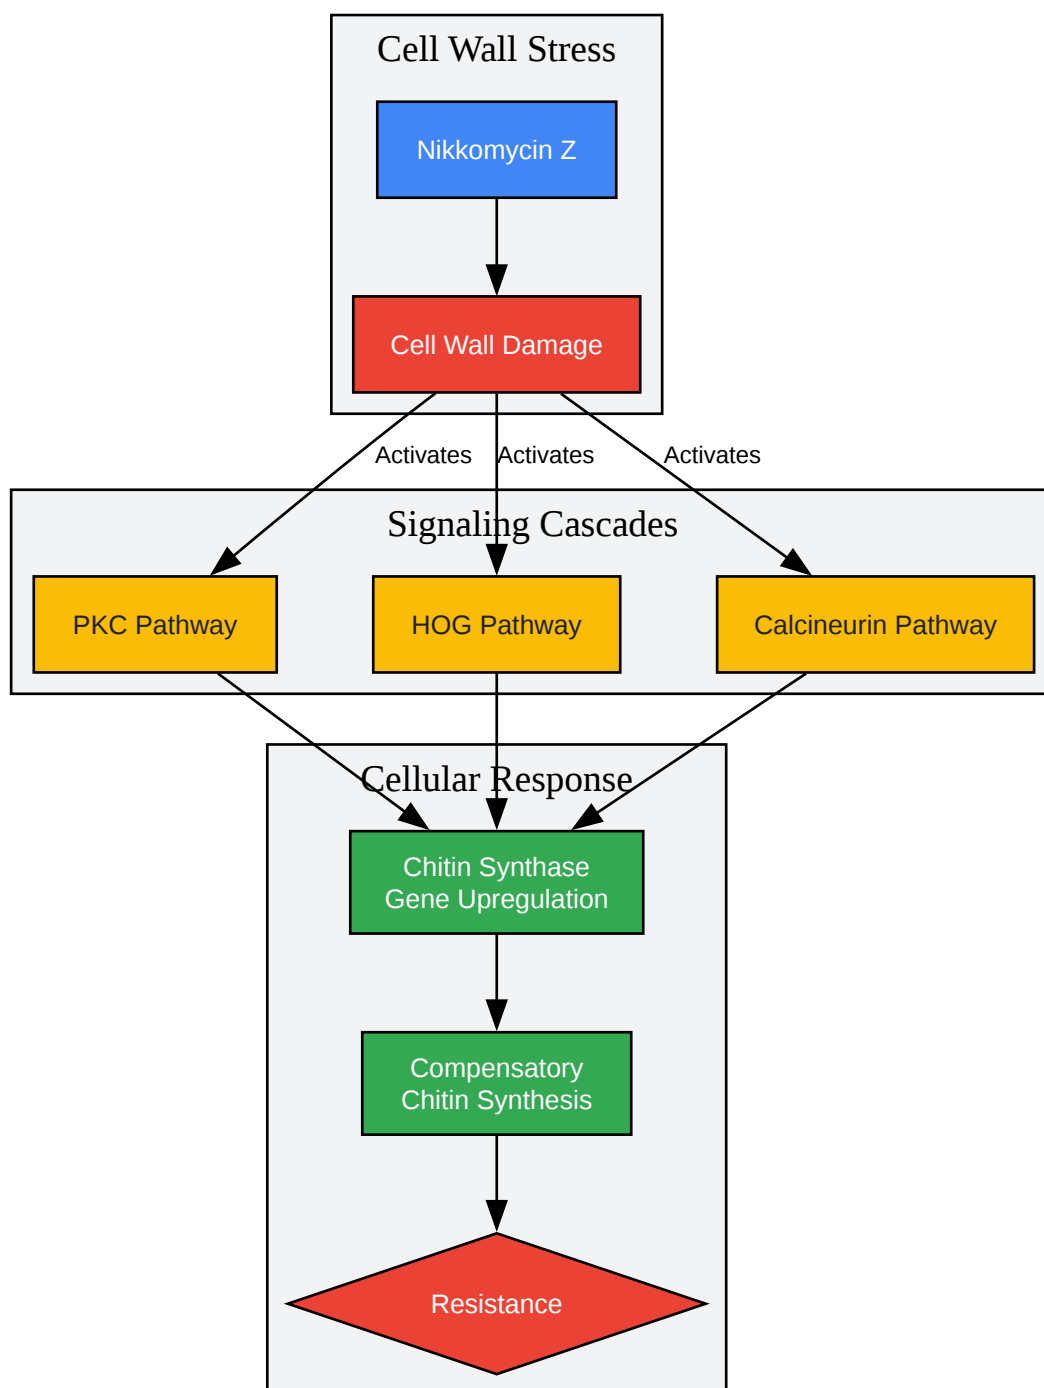 Cell Wall Stress
Nikkomycin Z
Cell Wall Damage
Activates
Activates
Activates
Signaling Cascades
PKC Pathway
HOG Pathway
Calcineurin Pathway
Cellular Response
Chitin Synthase
Gene Upregulation
Compensatory
Chitin Synthesis
Resistance